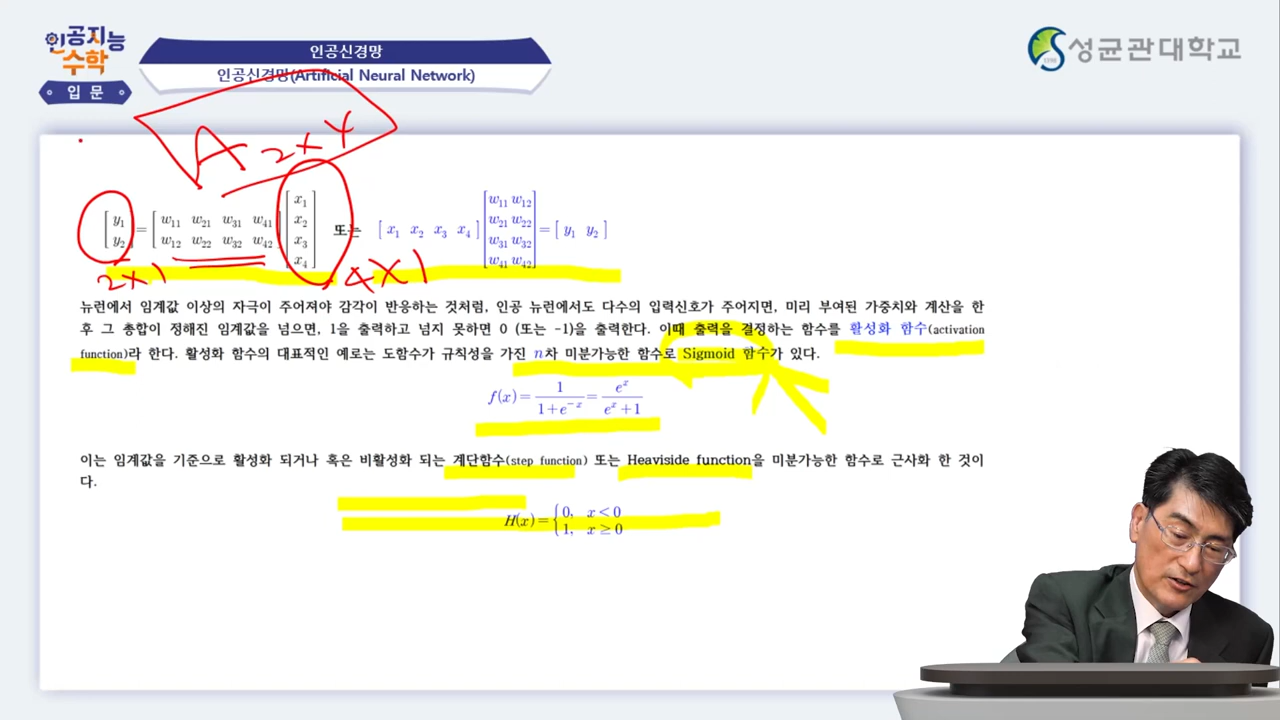 인공지능
수학
입문
인공신경망
인공신경망(Artificial Neural Network)
성균관대학교
A 2×4
[y₁ y₂] = [w₁₁ w₂₁ w₃₁ w₄₁
w₁₂ w₂₂ w₃₂ w₄₂] [x₁ x₂ x₃ x₄] 또는 [x₁ x₂ x₃ x₄] [w₁₁ w₁₂
w₂₁ w₂₂
w₃₁ w₃₂
w₄₁ w₄₂] = [y₁ y₂]
2×1
4×1
뉴런에서 임계값 이상의 자극이 주어져야 감각이 반응하는 것처럼, 인공 뉴런에서도 다수의 입력신호가 주어지면, 미리 부여된 가중치와 계산을 한
후 그 총합이 정해진 임계값을 넘으면, 1을 출력하고 넘지 못하면 0 (또는 -1)을 출력한다. 이때 출력을 결정하는 함수를 활성화 함수(activation
function)라 한다. 활성화 함수의 대표적인 예로는 도함수가 규칙성을 가진 n차 미분가능한 함수로 Sigmoid 함수가 있다.
f(x) = 1/(1+e⁻ˣ) = eˣ/(eˣ+1)
이는 임계값을 기준으로 활성화 되거나 혹은 비활성화 되는 계단함수(step function) 또는 Heaviside function을 미분가능한 함수로 근사화 한 것이
다.
H(x) = {0, x < 0
1, x ≥ 0